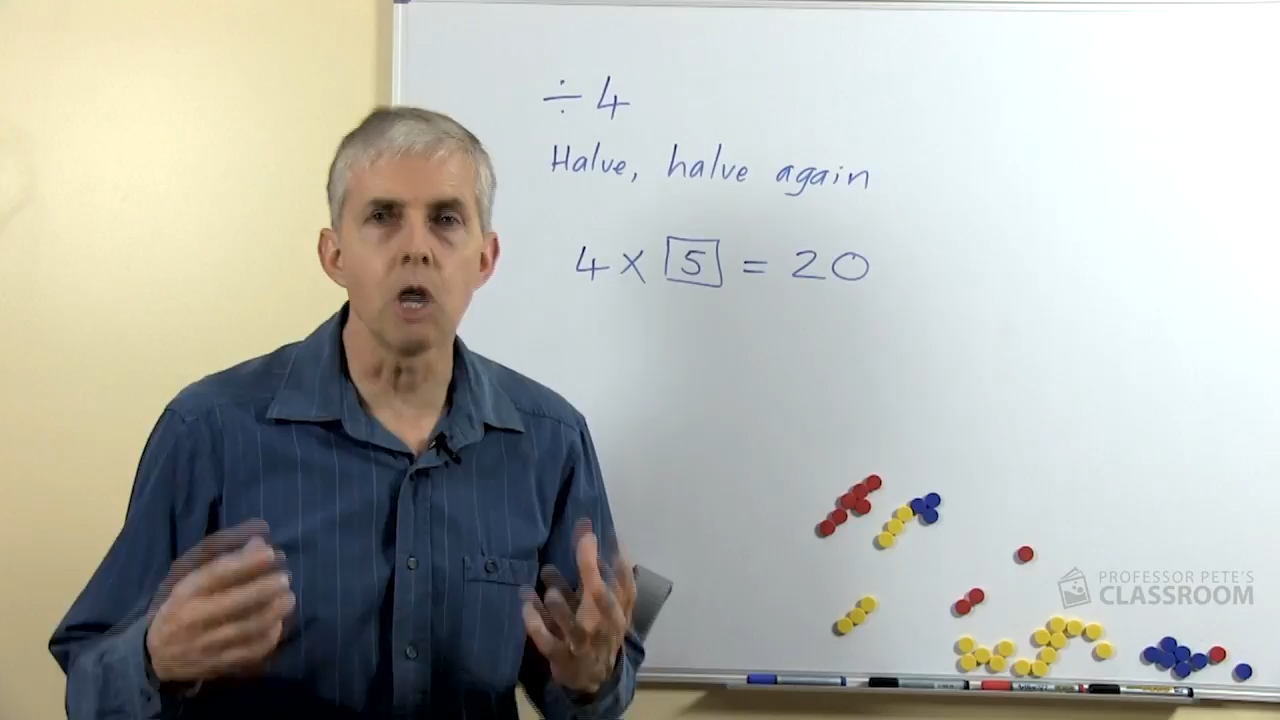 ÷ 4
Halve, halve again
4 × 5 = 20
PROFESSOR PETE'S
CLASSROOM